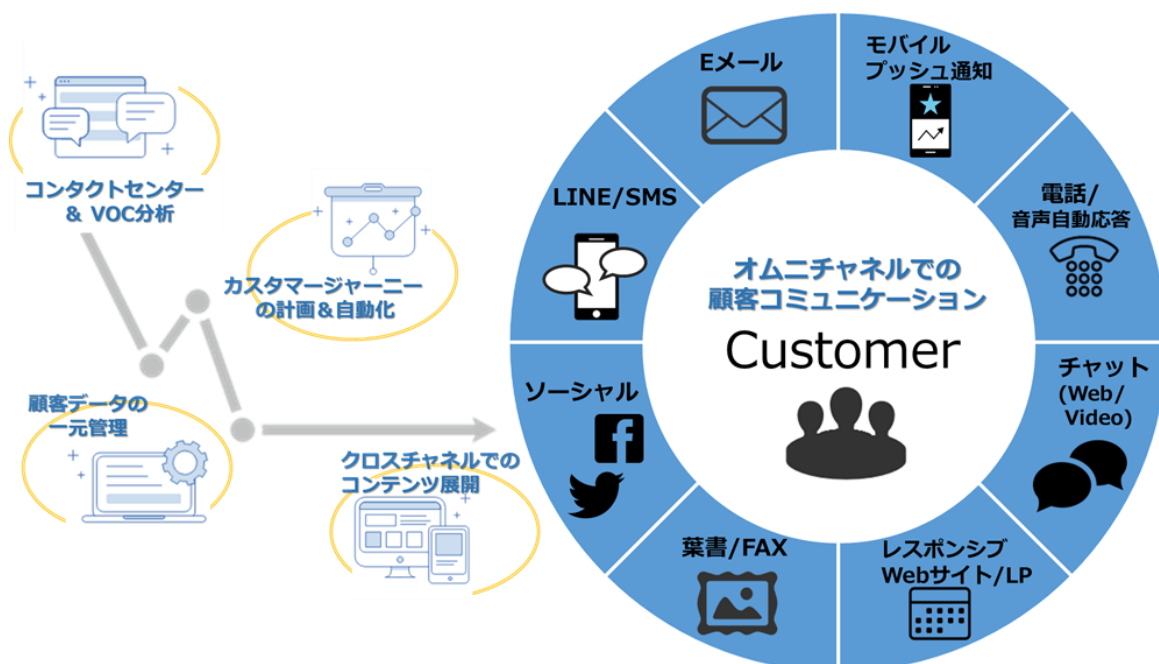 コンタクトセンター
& VOC分析
カスタマージャーニー
の計画＆自動化
顧客データの
一元管理
クロスチャネルでの
コンテンツ展開
Eメール
モバイル
プッシュ通知
LINE/SMS
電話/
音声自動応答
オムニチャネルでの
顧客コミュニケーション
Customer
ソーシャル
チャット
(Web/
Video)
葉書/FAX
レスポンシブ
Webサイト/LP